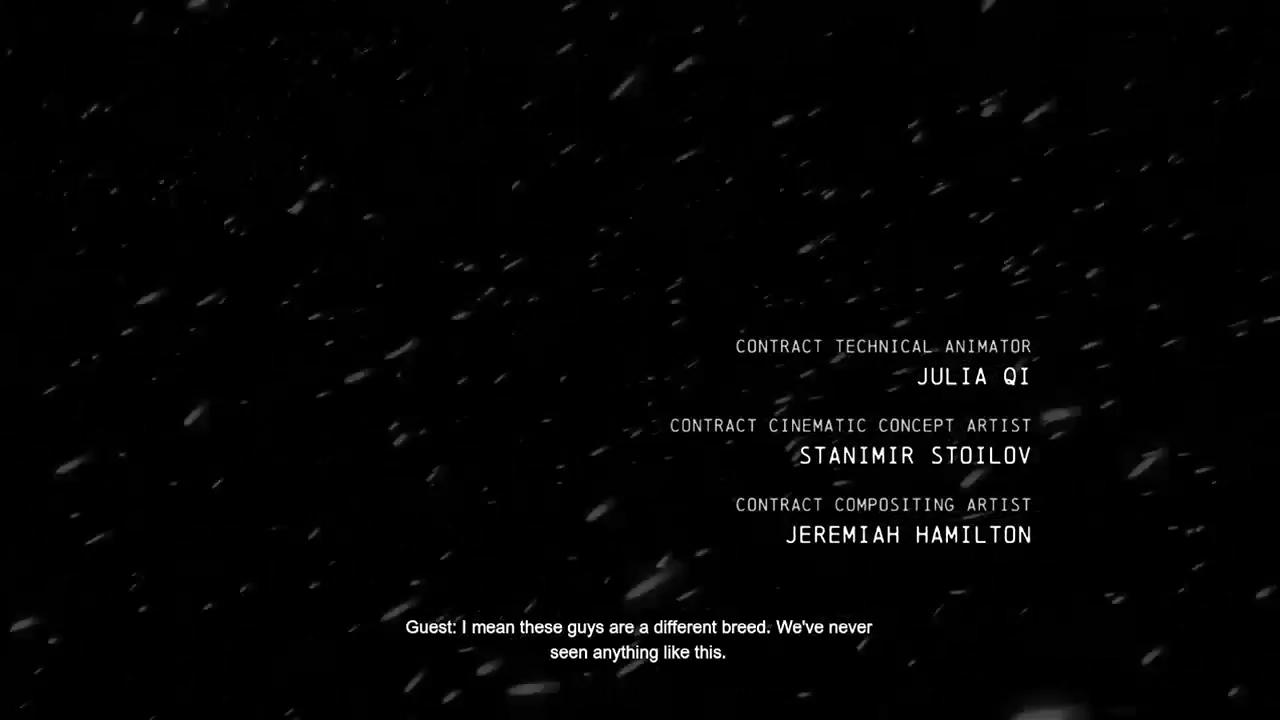 CONTRACT TECHNICAL ANIMATOR
JULIA QI
CONTRACT CINEMATIC CONCEPT ARTIST
STANIMIR STOILOV
CONTRACT COMPOSITING ARTIST
JEREMIAH HAMILTON
Guest: I mean these guys are a different breed. We've never
seen anything like this.